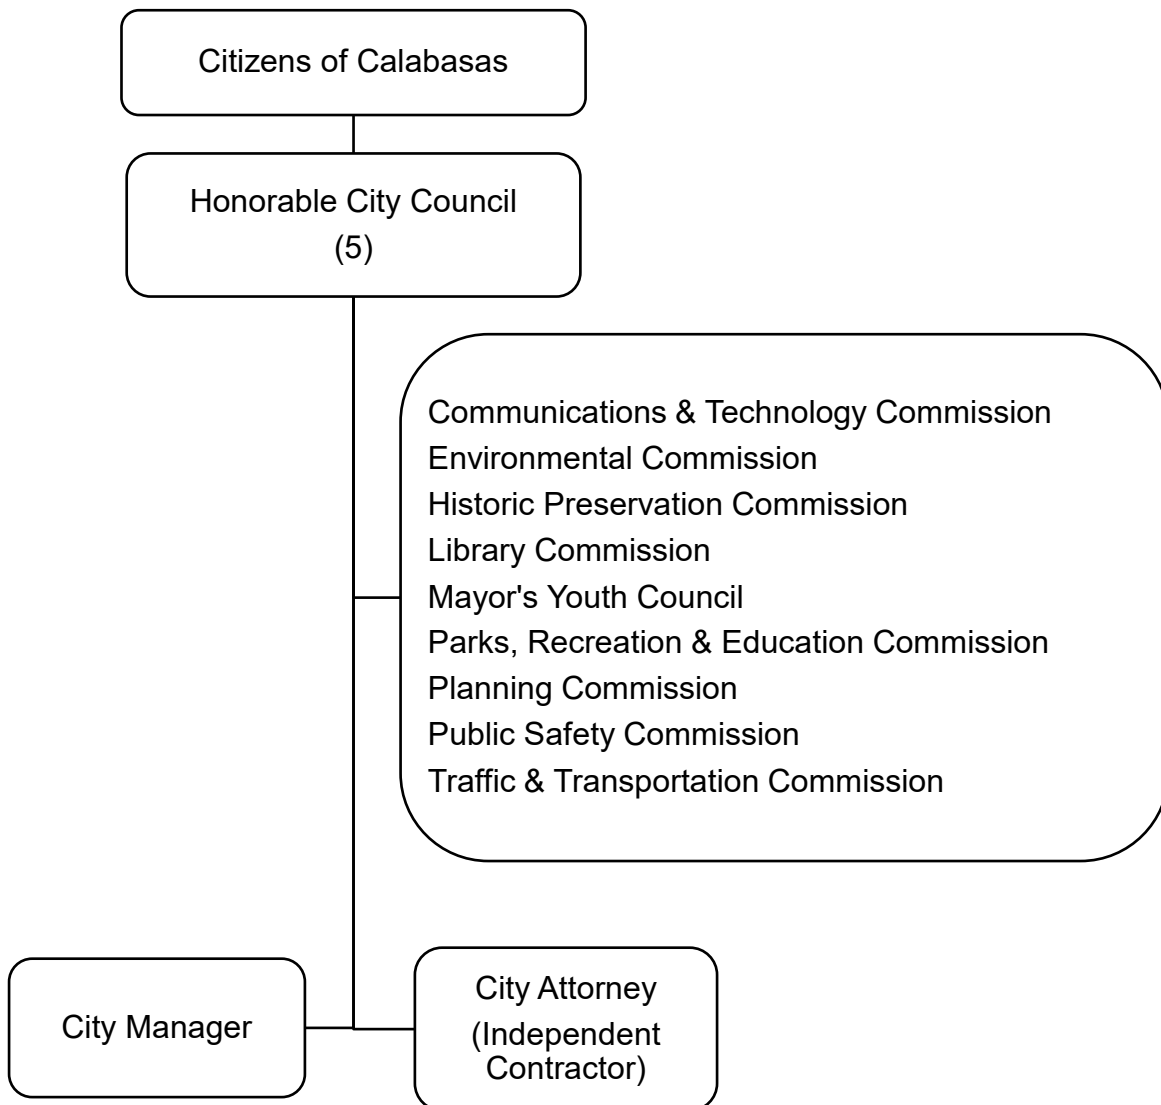 Citizens of Calabasas
Honorable City Council
(5)
Communications & Technology Commission
Environmental Commission
Historic Preservation Commission
Library Commission
Mayor's Youth Council
Parks, Recreation & Education Commission
Planning Commission
Public Safety Commission
Traffic & Transportation Commission
City Manager
City Attorney
(Independent
Contractor)